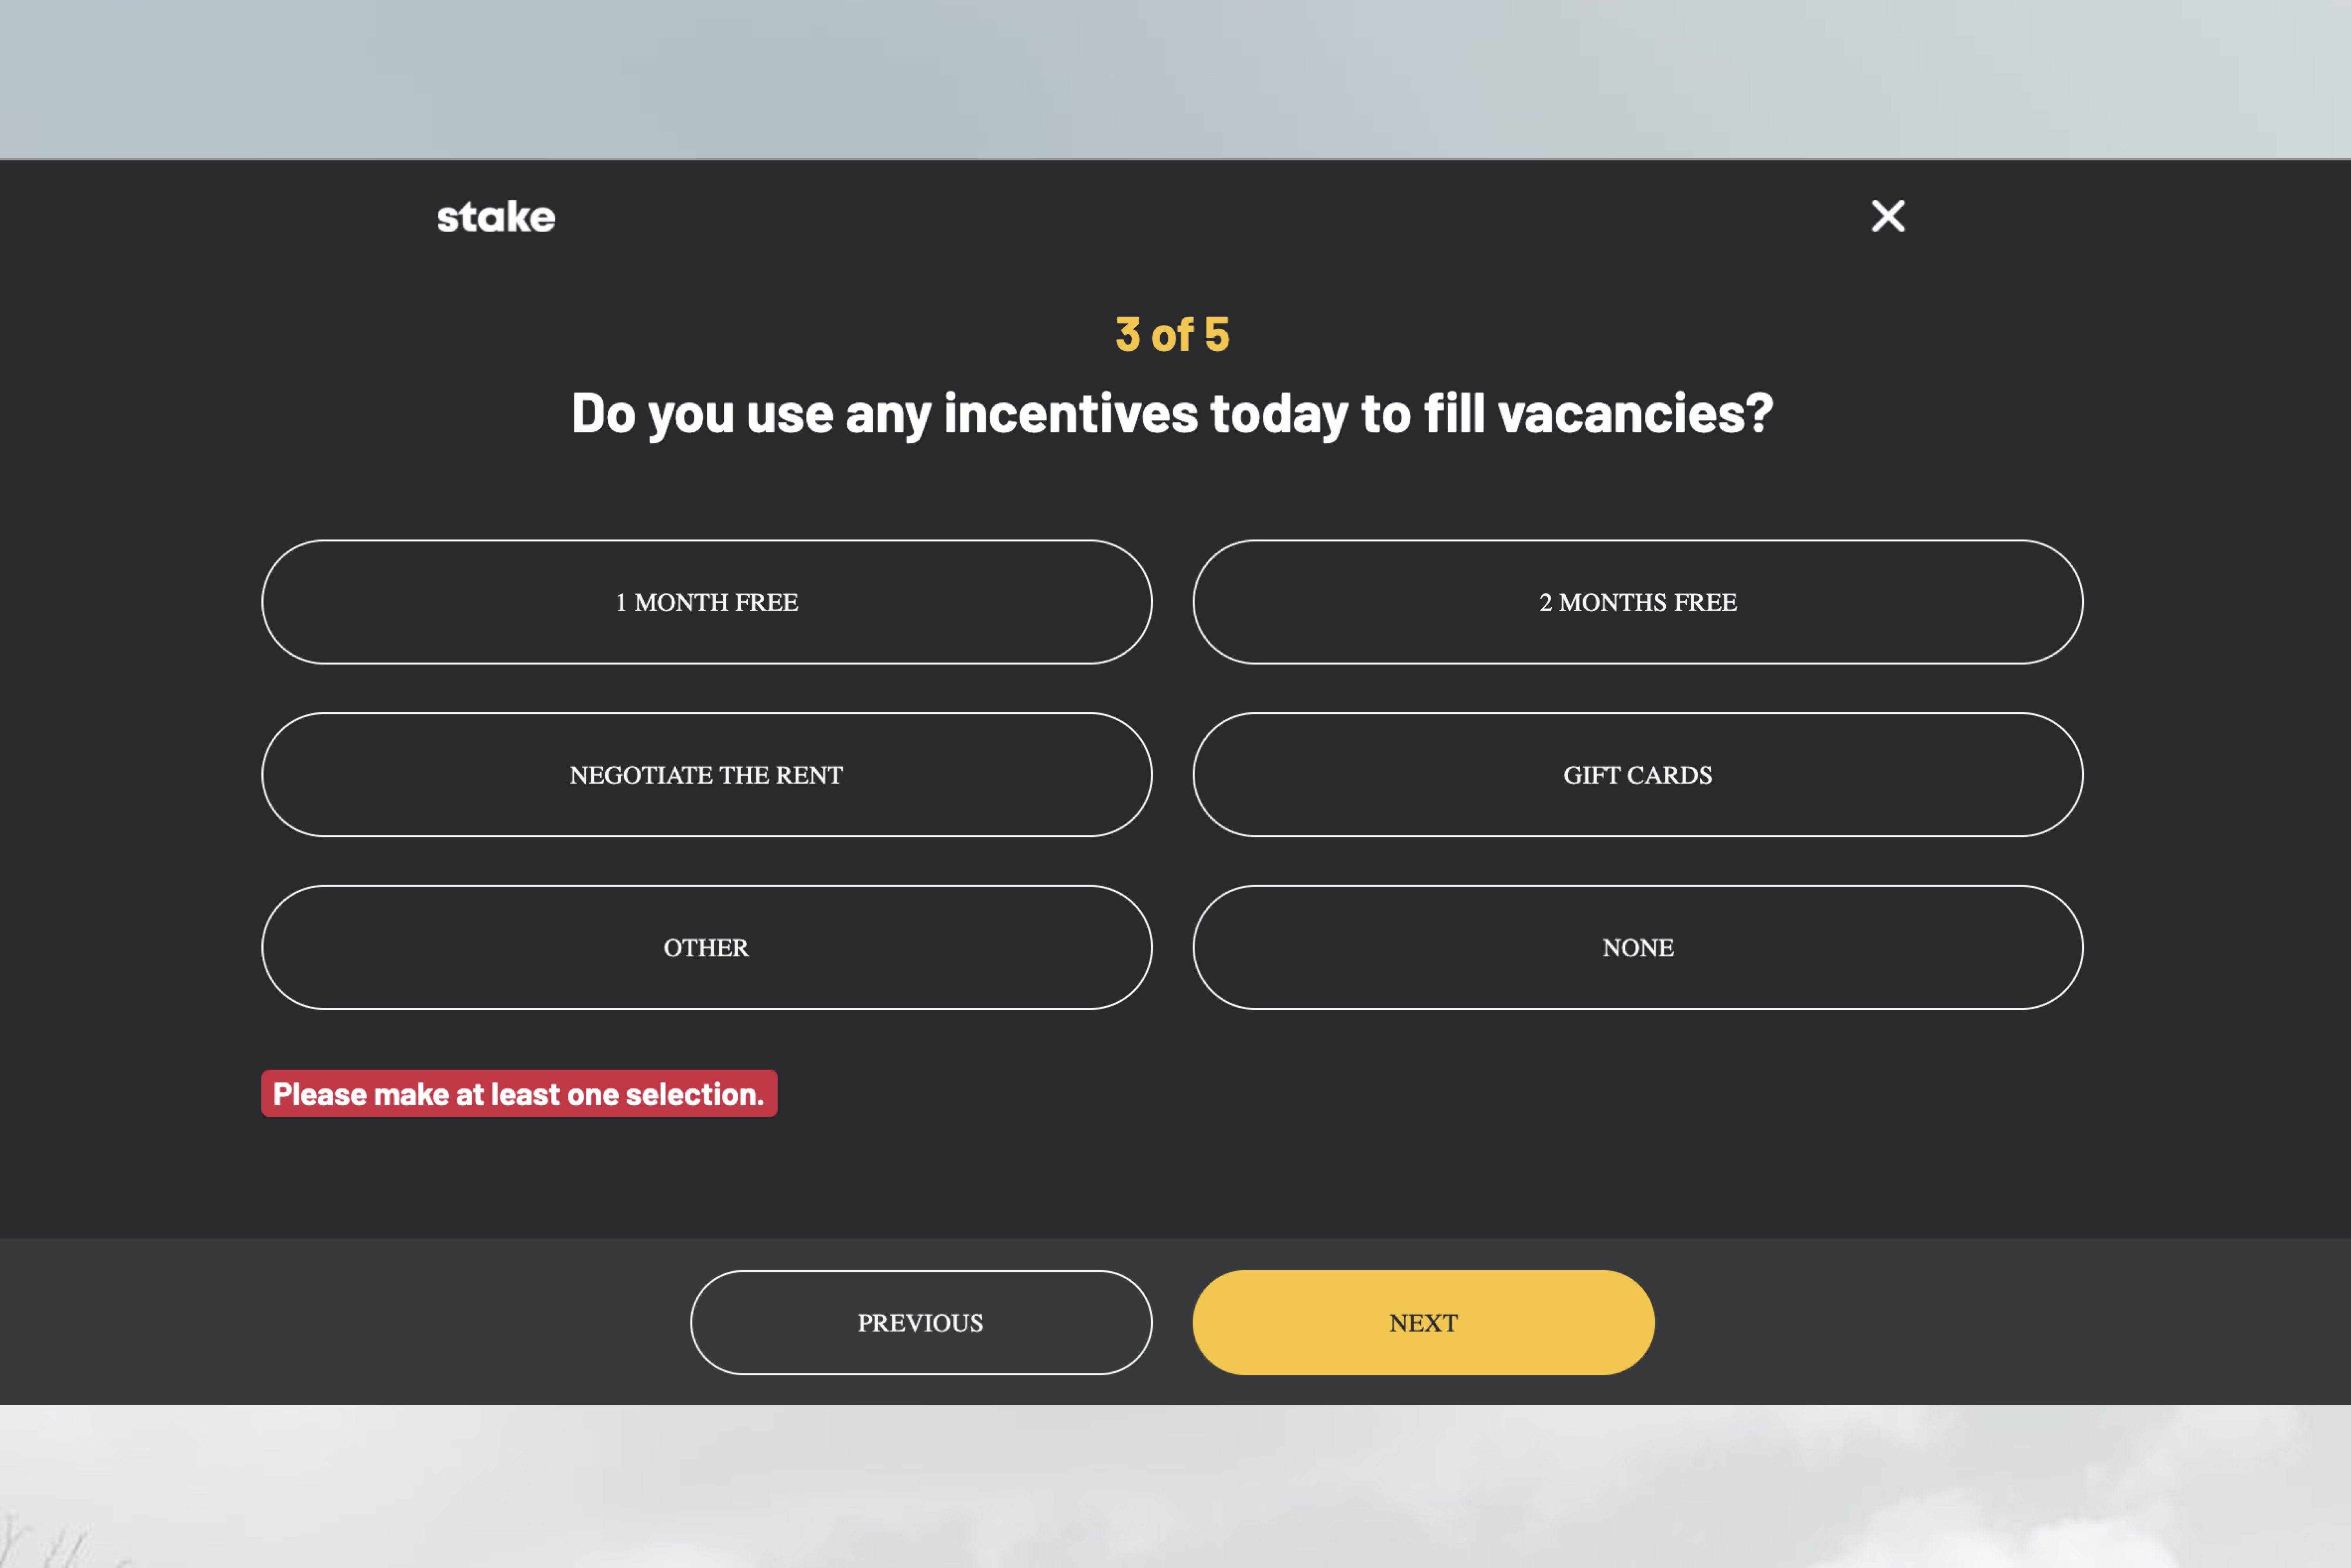 stake
3 of 5
Do you use any incentives today to fill vacancies?
1 MONTH FREE
2 MONTHS FREE
NEGOTIATE THE RENT
GIFT CARDS
OTHER
NONE
Please make at least one selection.
PREVIOUS
NEXT